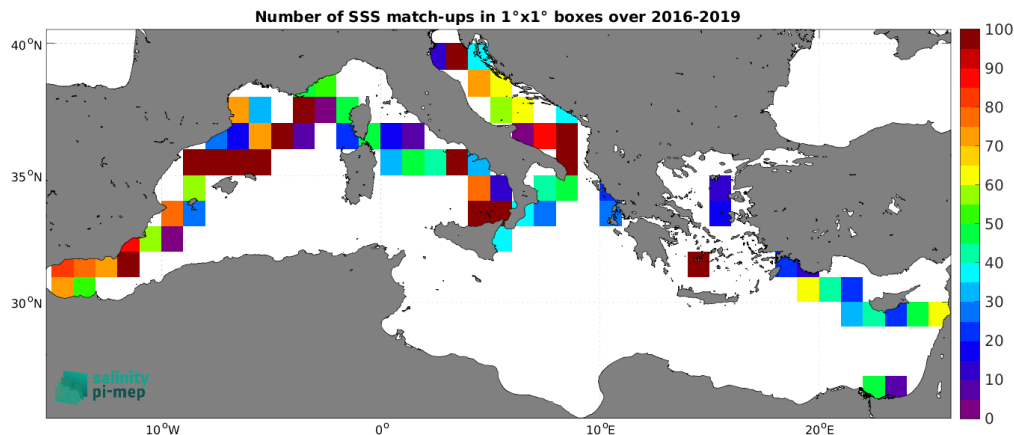 Number of SSS match-ups in 1°x1° boxes over 2016-2019
40°N
35°N
30°N
10°W
0°
10°E
20°E
100
90
80
70
60
50
40
30
20
10
0
salinity
pi-mep